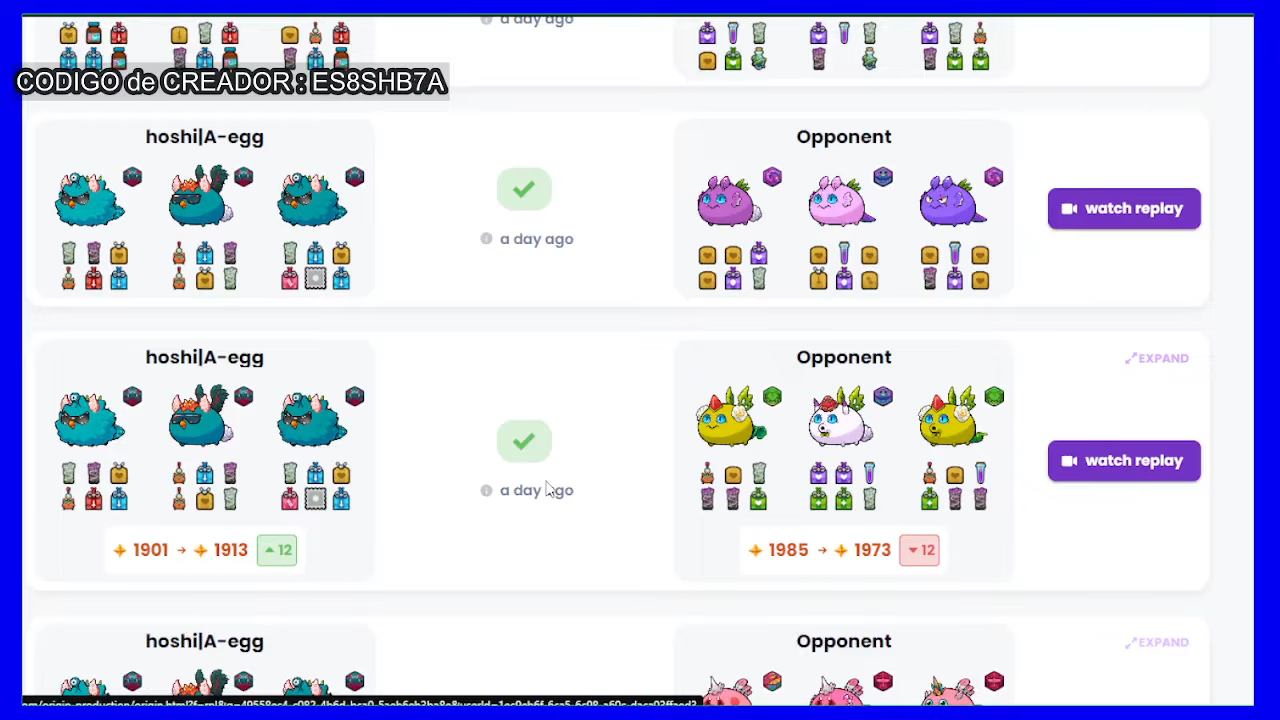 a day ago
CODIGO de CREADOR : ES8SHB7A
hoshi|A-egg
Opponent
a day ago
watch replay
hoshi|A-egg
Opponent
EXPAND
a day ago
watch replay
1901 → 1913 12
1985 → 1973 12
hoshi|A-egg
Opponent
EXPAND